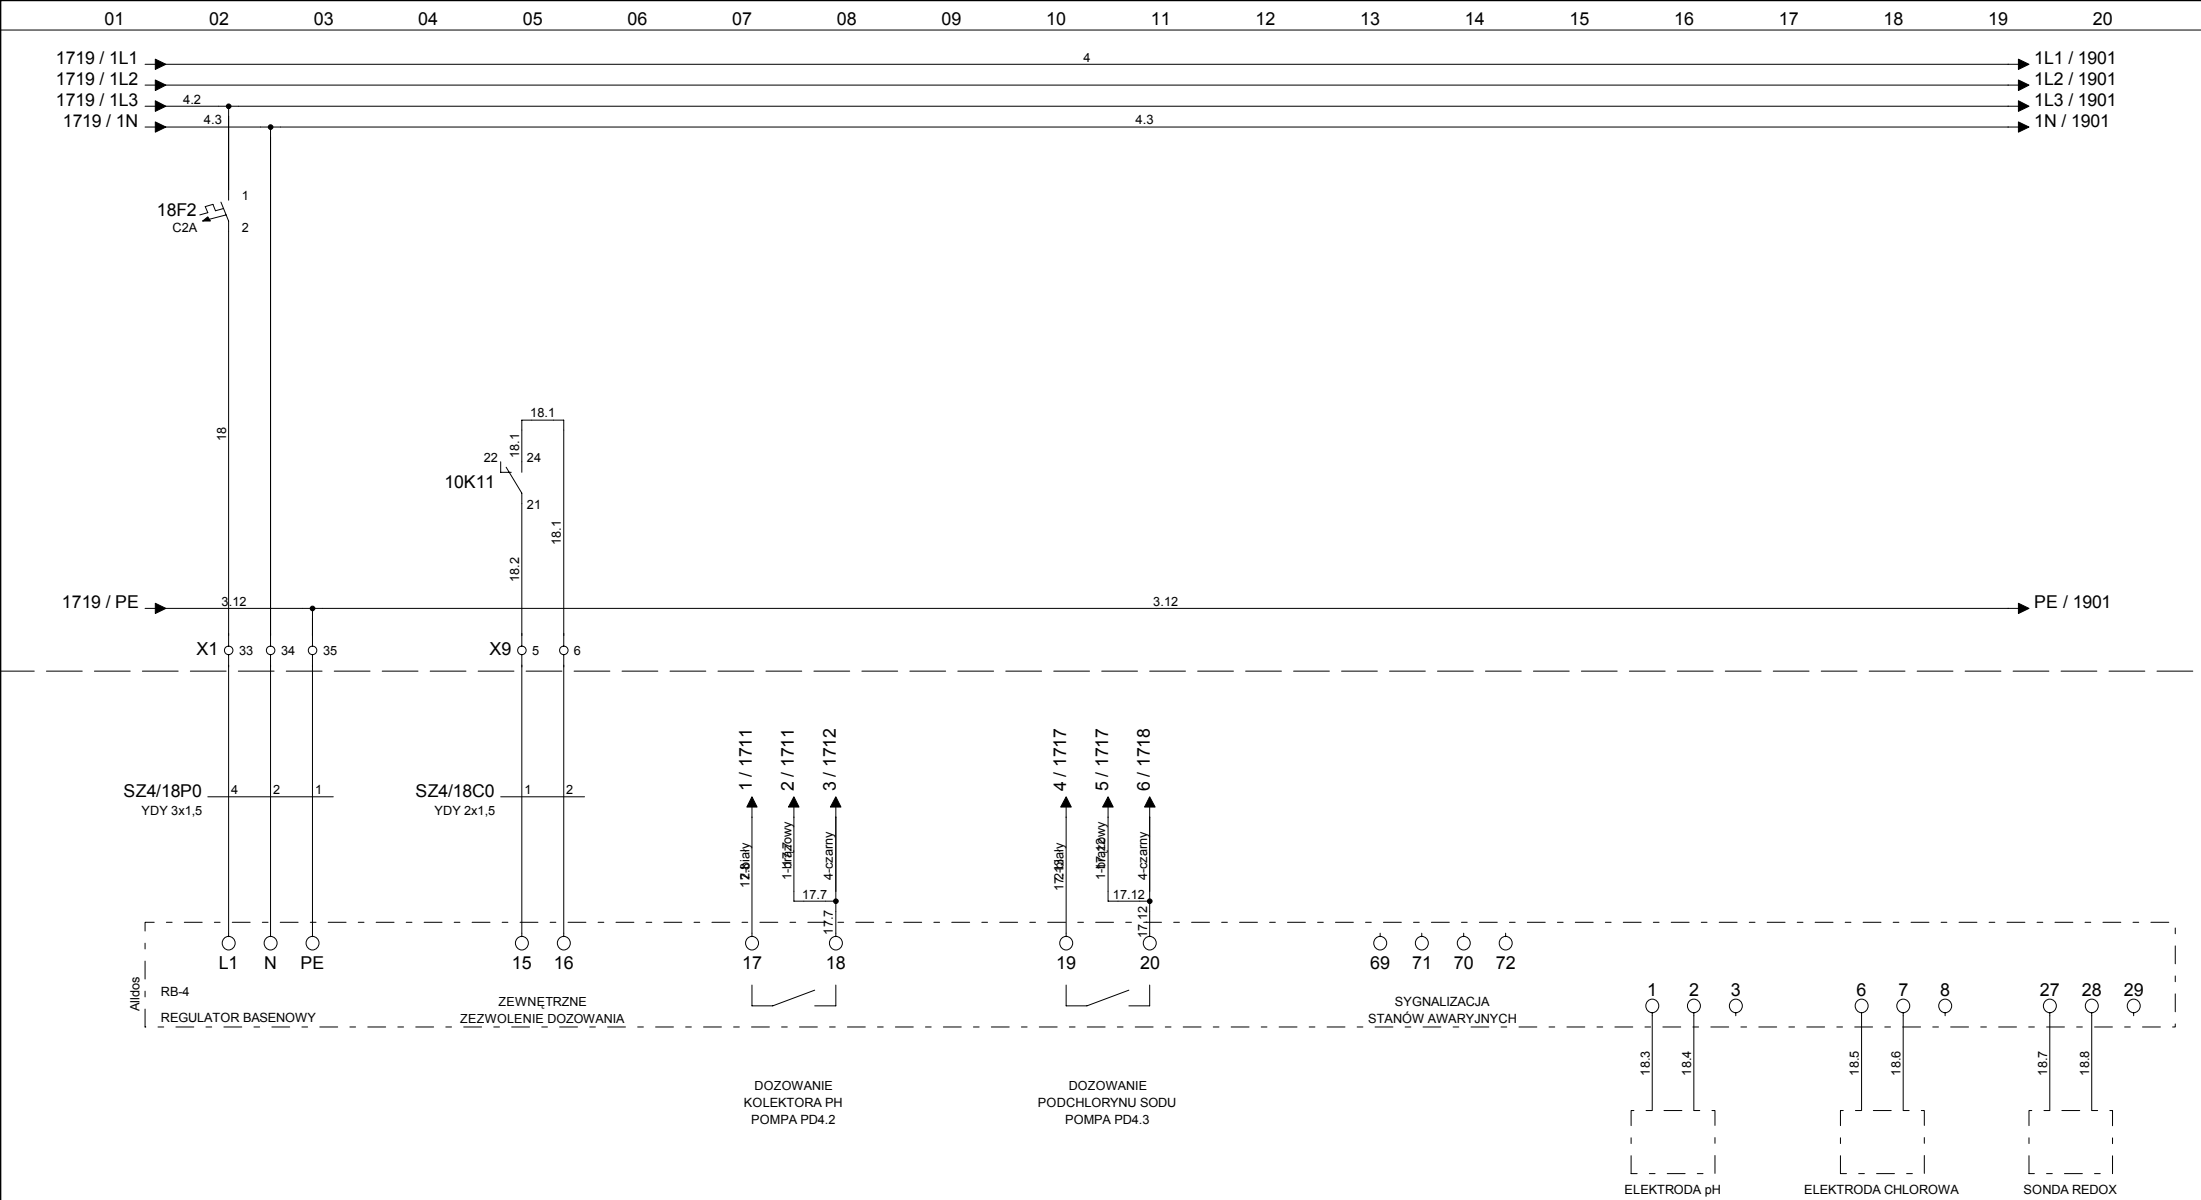 01 02 03 04 05 06 07 08 09 10 11 12 13 14 15 16 17 18 19 20
1719 / 1L1 4 1L1 / 1901
1719 / 1L2 1L2 / 1901
1719 / 1L3 4.2 1L3 / 1901
1719 / 1N 4.3 4.3 1N / 1901
1
18F2
C2A 2
18
18.1
18.1
22 24
10K11
21
18.1
18.2
1719 / PE 3.12 3.12 PE / 1901
X1 33 34 35 X9 5 6
1 / 1711 2 / 1711 3 / 1712 4 / 1717 5 / 1717 6 / 1718
SZ4/18P0 4 2 1 SZ4/18C0 1 2
YDY 3x1,5 YDY 2x1,5
4-czarny 4-czarny
17.7 17.12
17.7 17.12
L1 N PE 15 16 17 18 19 20 69 71 70 72
Alldos
RB-4
REGULATOR BASENOWY
ZEWNĘTRZNE
ZEZWOLENIE DOZOWANIA
SYGNALIZACJA
STANÓW AWARYJNYCH
1 2 3 6 7 8 27 28 29
18.3 18.4 18.5 18.6 18.7 18.8
DOZOWANIE
KOLEKTORA PH
POMPA PD4.2
DOZOWANIE
PODCHLORYNU SODU
POMPA PD4.3
ELEKTRODA pH ELEKTRODA CHLOROWA SONDA REDOX